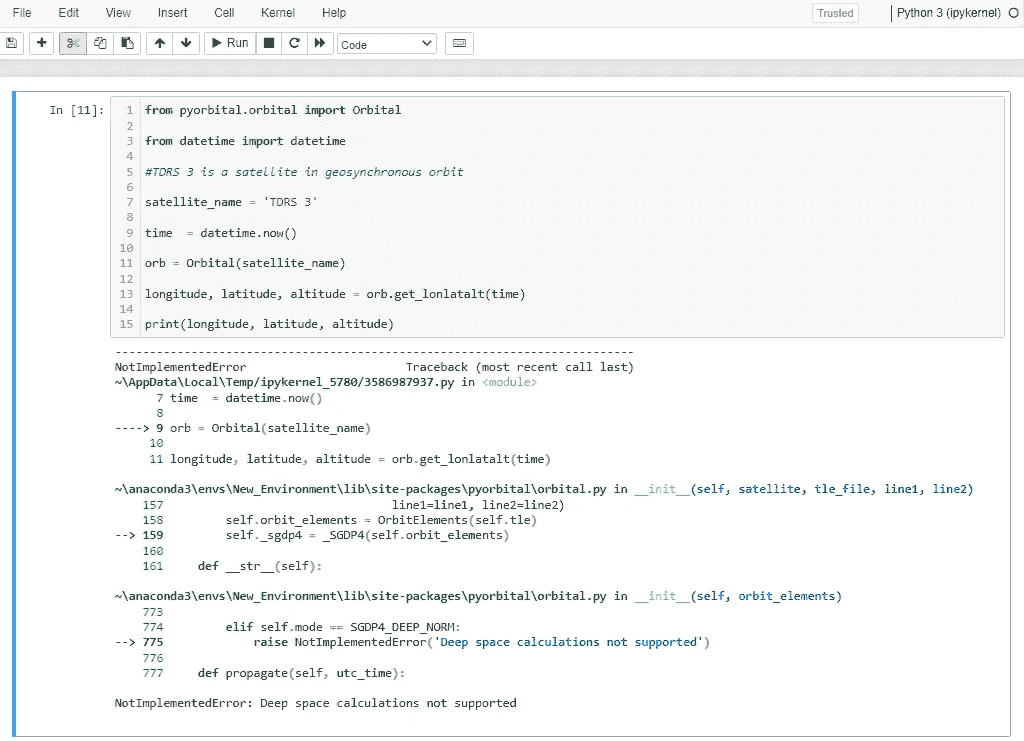 File Edit View Insert Cell Kernel Help Trusted Python 3 (ipykernel)
Run Code
In [11]: 1 from pyorbital.orbital import Orbital
2
3 from datetime import datetime
4
5 #TDRS 3 is a satellite in geosynchronous orbit
6
7 satellite_name = 'TDRS 3'
8
9 time  = datetime.now()
10
11 orb = Orbital(satellite_name)
12
13 longitude, latitude, altitude = orb.get_lonlatalt(time)
14
15 print(longitude, latitude, altitude)
---------------------------------------------------------------------------
NotImplementedError                       Traceback (most recent call last)
~\AppData\Local\Temp/ipykernel_5780/3586987937.py in <module>
      7 time  = datetime.now()
      8
----> 9 orb = Orbital(satellite_name)
     10
     11 longitude, latitude, altitude = orb.get_lonlatalt(time)
~\anaconda3\envs\New_Environment\lib\site-packages\pyorbital\orbital.py in __init__(self, satellite, tle_file, line1, line2)
    157                              line1=line1, line2=line2)
    158         self.orbit_elements = OrbitElements(self.tle)
--> 159         self._sgdp4 = _SGDP4(self.orbit_elements)
    160
    161     def __str__(self):
~\anaconda3\envs\New_Environment\lib\site-packages\pyorbital\orbital.py in __init__(self, orbit_elements)
    773
    774         elif self.mode == SGDP4_DEEP_NORM:
--> 775             raise NotImplementedError('Deep space calculations not supported')
    776
    777     def propagate(self, utc_time):
NotImplementedError: Deep space calculations not supported